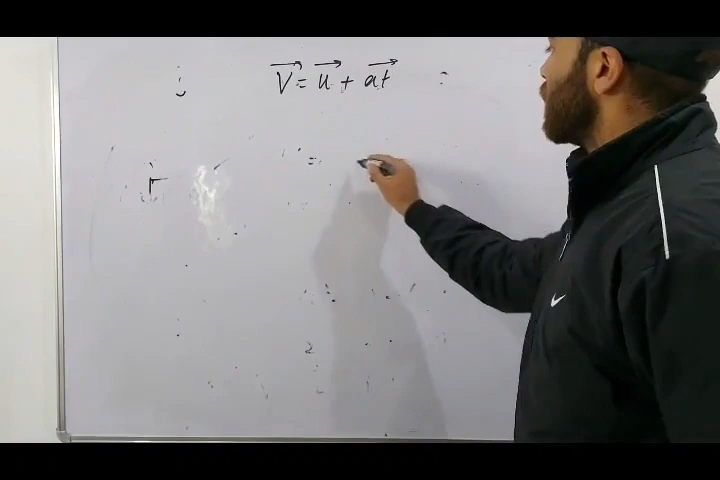 V⃗ = u⃗ + a⃗t